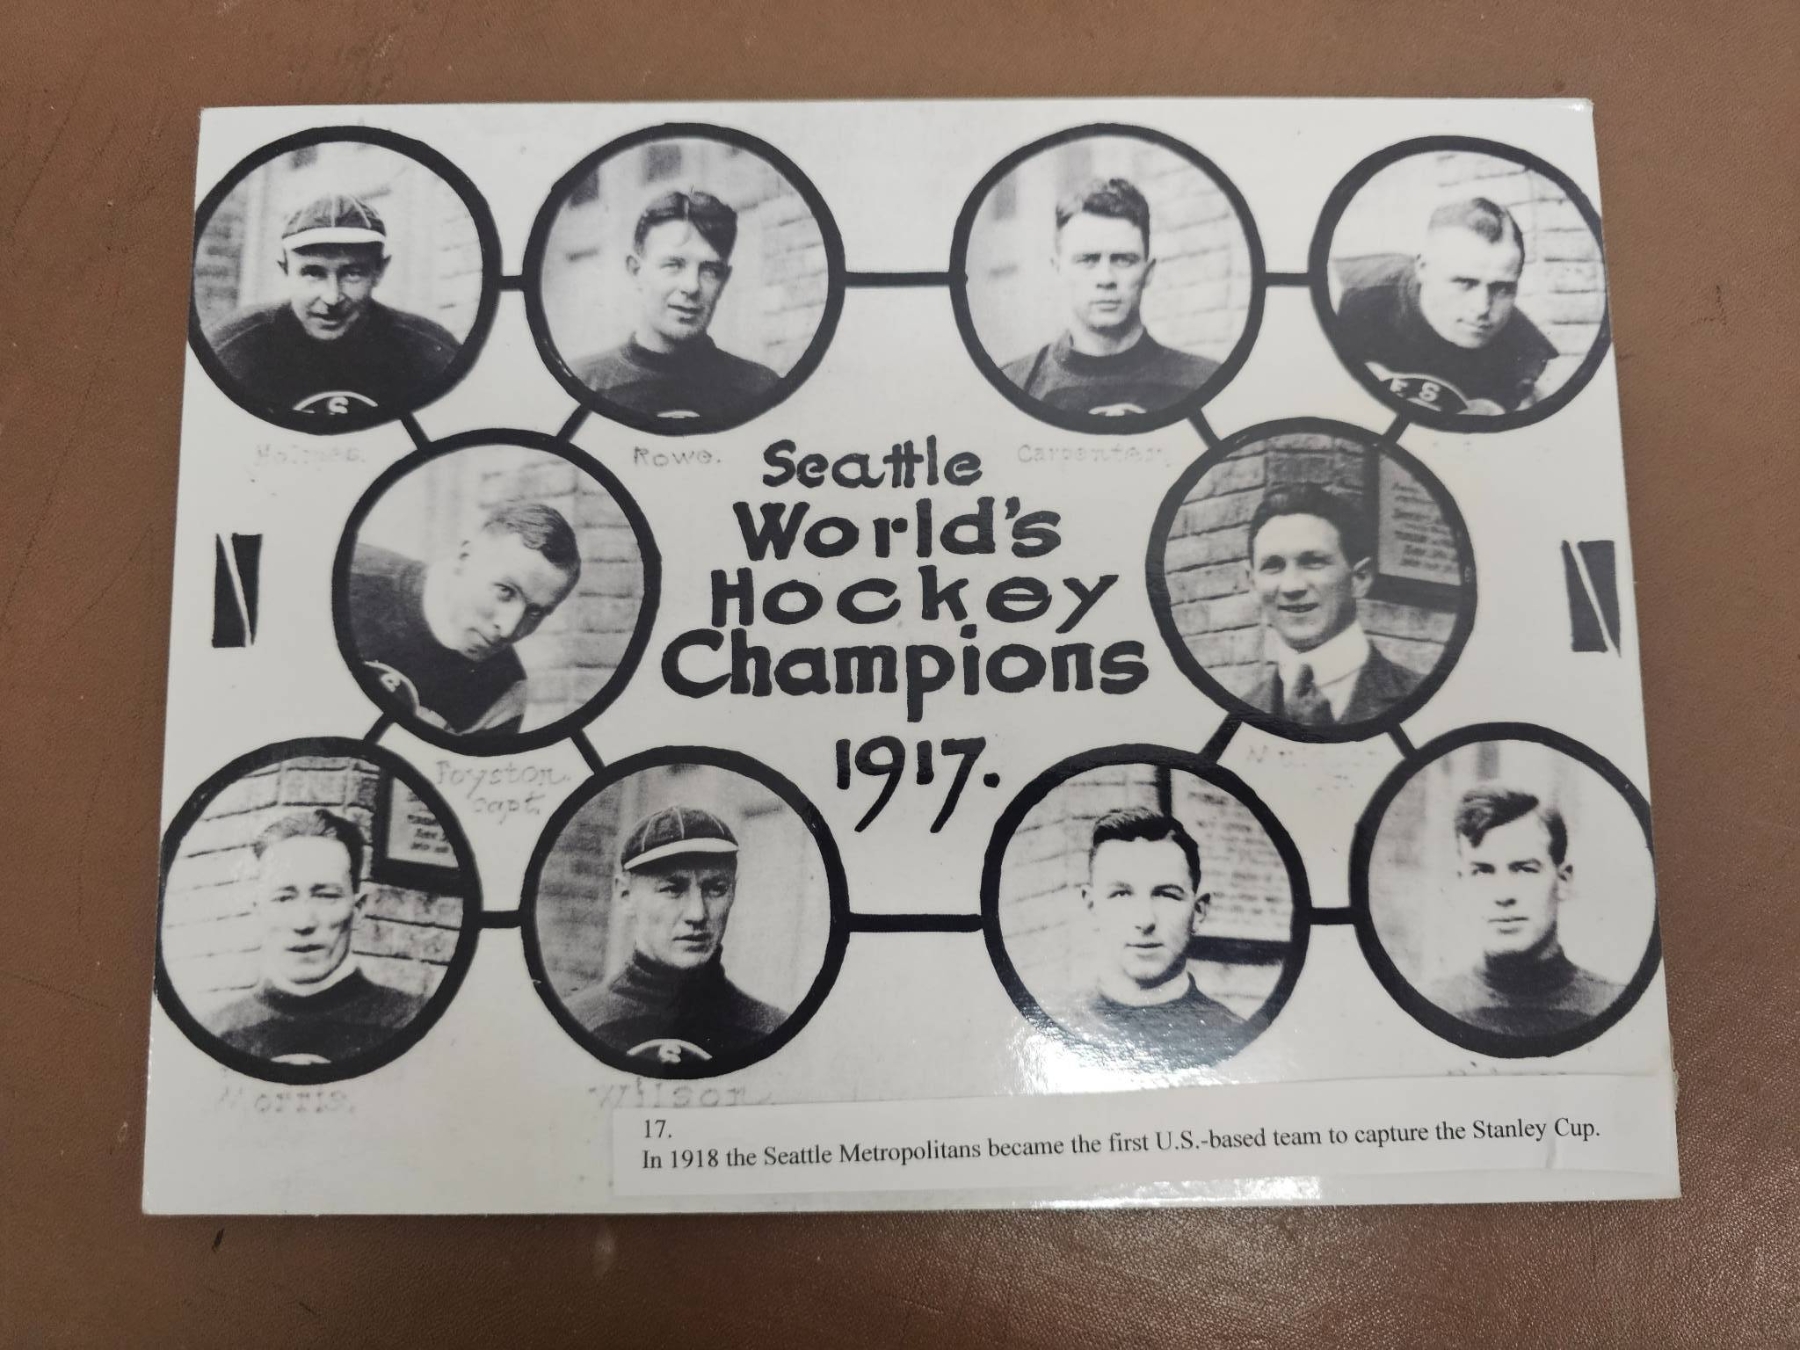 Holmes.
Rowe.
Carpenter
Seattle
World's
Hockey
Champions
1917.
Foyston.
Capt
Morris.
Wilson
17.
In 1918 the Seattle Metropolitans became the first U.S.-based team to capture the Stanley Cup.